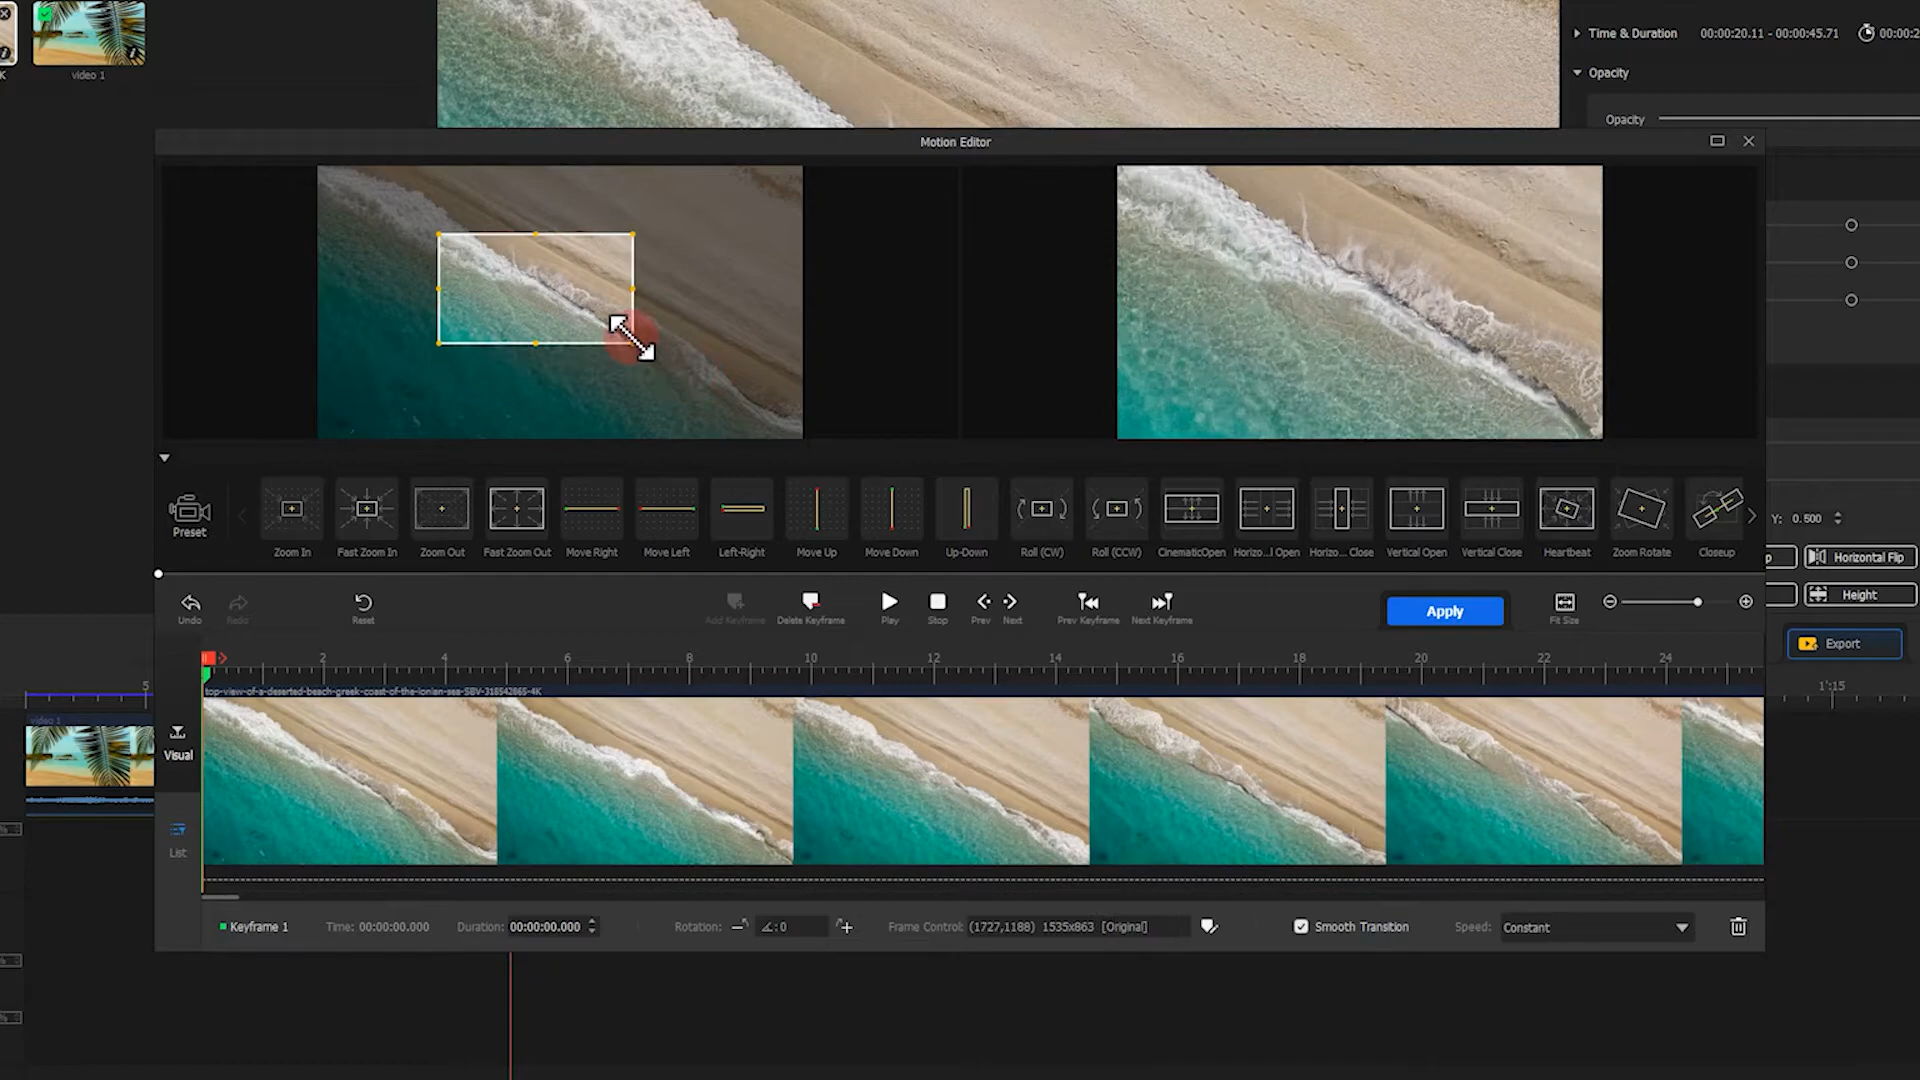 K
video 1
Time & Duration
00:00:20.11 - 00:00:45.71
00:00:2
Opacity
Opacity
Motion Editor
Preset
Zoom In
Fast Zoom In
Zoom Out
Fast Zoom Out
Move Right
Move Left
Left-Right
Move Up
Move Down
Up-Down
Roll (CW)
Roll (CCW)
CinematicOpen
Horizo...l Open
Horizo... Close
Vertical Open
Vertical Close
Heartbeat
Zoom Rotate
Closeup
Y: 0.500
p
Horizontal Flip
Height
Undo
Redo
Reset
Add Keyframe
Delete Keyframe
Play
Stop
Prev
Next
Prev Keyframe
Next Keyframe
Apply
Fit Size
Export
2 4 6 8 10 12 14 16 18 20 22 24
5
1':15
top-view-of-a-deserted-beach-greek-coast-of-the-ionian-sea-SBV-318542865-4K
video 1
Visual
List
%
%
%
Keyframe 1
Time: 00:00:00.000
Duration: 00:00:00.000
Rotation:
∠: 0
Frame Control: (1727,1188) 1535x863 [Original]
Smooth Transition
Speed: Constant